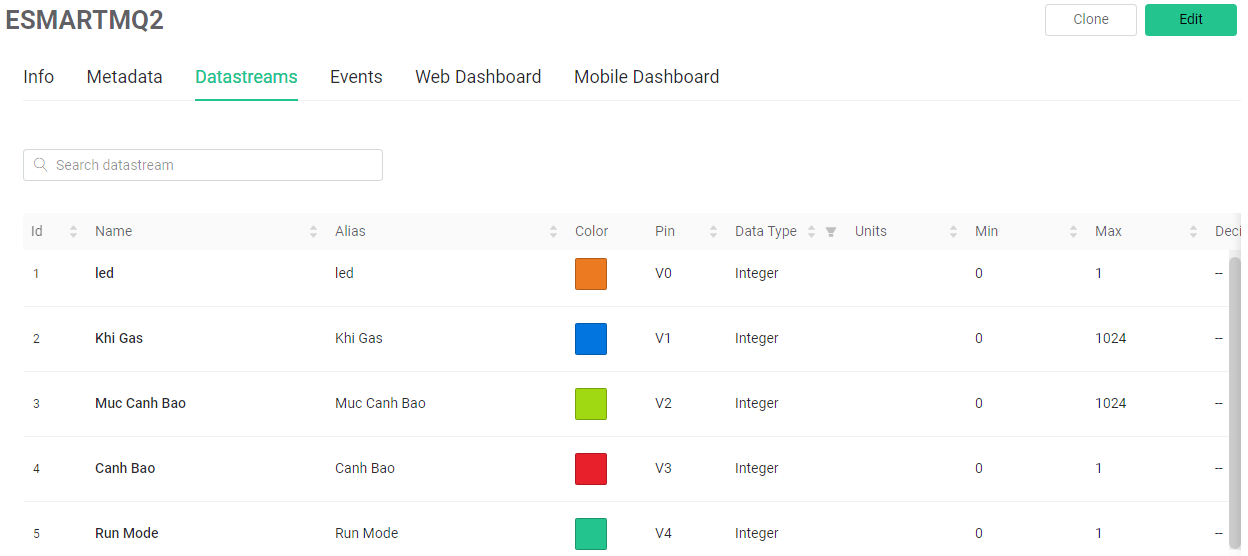 ESMARTMQ2
Clone
Edit
Info Metadata Datastreams Events Web Dashboard Mobile Dashboard
Search datastream
Id Name Alias Color Pin Data Type Units Min Max Deci
1 led led V0 Integer 0 1 --
2 Khi Gas Khi Gas V1 Integer 0 1024 --
3 Muc Canh Bao Muc Canh Bao V2 Integer 0 1024 --
4 Canh Bao Canh Bao V3 Integer 0 1 --
5 Run Mode Run Mode V4 Integer 0 1 --